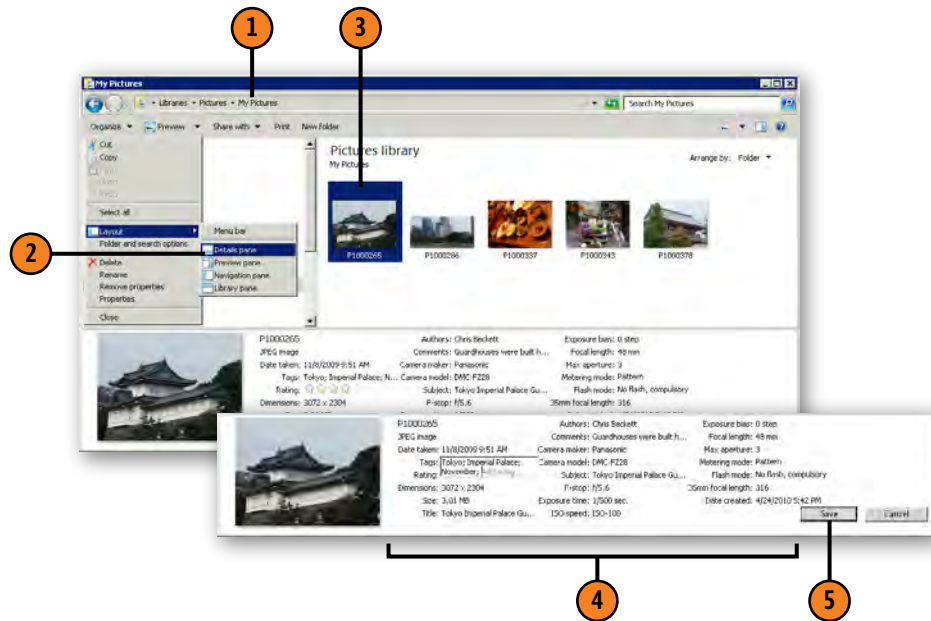 1
3
My Pictures
Libraries
Pictures
My Pictures
Search My Pictures
Organize
Preview
Share with
Print
New folder
Cut
Copy
Select all
Layout
Folder and search options
Delete
Rename
Remove properties
Properties
Close
2
Menu bar
Details pane
Preview pane
Navigation pane
Library pane
Pictures library
My Pictures
Arrange by: Folder
P1000265
P1000286
P1000337
P1000343
P1000378
P1000265
JPEG image
Date taken: 11/8/2009 9:51 AM
Tags: Tokyo; Imperial Palace; N...
Rating:
Dimensions: 3072 x 2304
Authors: Chris Beckett
Comments: Guardhouses were built h...
Camera maker: Panasonic
Camera model: DMC-FZ28
Subject: Tokyo Imperial Palace Gu...
F-stop: f/5.6
Exposure bias: 0 step
Focal length: 48 mm
Max aperture: 3
Metering mode: Pattern
Flash mode: No flash, compulsory
35mm focal length: 316
P1000265
JPEG image
Date taken: 11/8/2009 9:51 AM
Tags: Tokyo; Imperial Palace;
November;
Rating:
Dimensions: 3072 x 2304
Size: 3.01 MB
Title: Tokyo Imperial Palace Gu...
Authors: Chris Beckett
Comments: Guardhouses were built h...
Camera maker: Panasonic
Camera model: DMC-FZ28
Subject: Tokyo Imperial Palace Gu...
F-stop: f/5.6
Exposure time: 1/500 sec.
ISO speed: ISO-100
Exposure bias: 0 step
Focal length: 48 mm
Max aperture: 3
Metering mode: Pattern
Flash mode: No flash, compulsory
35mm focal length: 316
Date created: 4/24/2010 5:42 PM
Save
Cancel
4
5